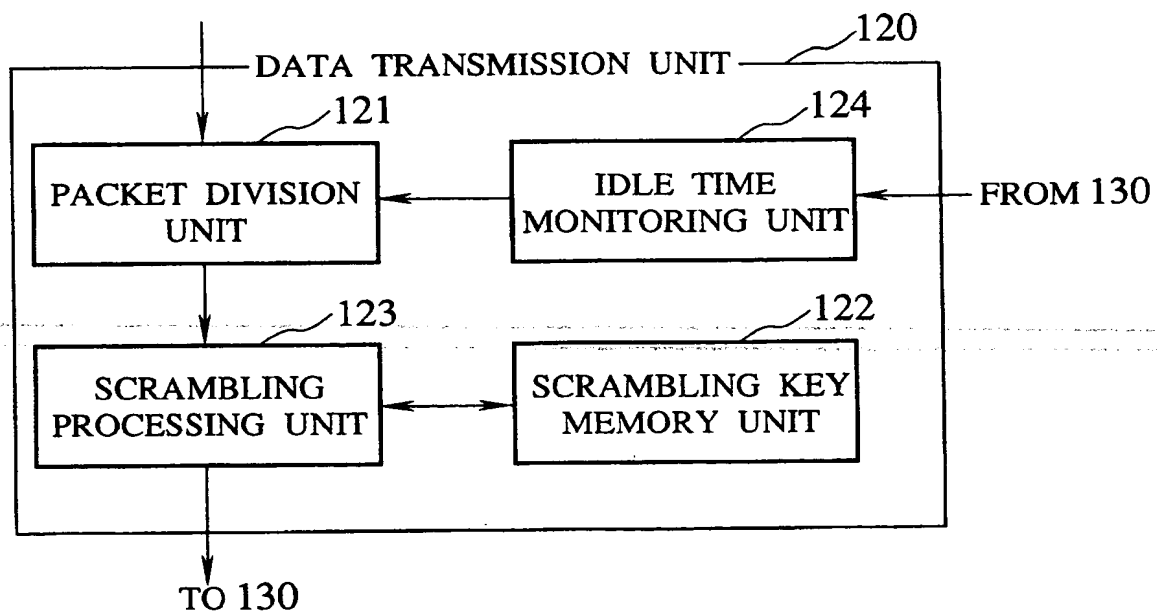 120
DATA TRANSMISSION UNIT
121
124
PACKET DIVISION
UNIT
IDLE TIME
MONITORING UNIT
FROM 130
123
122
SCRAMBLING
PROCESSING UNIT
SCRAMBLING KEY
MEMORY UNIT
TO 130